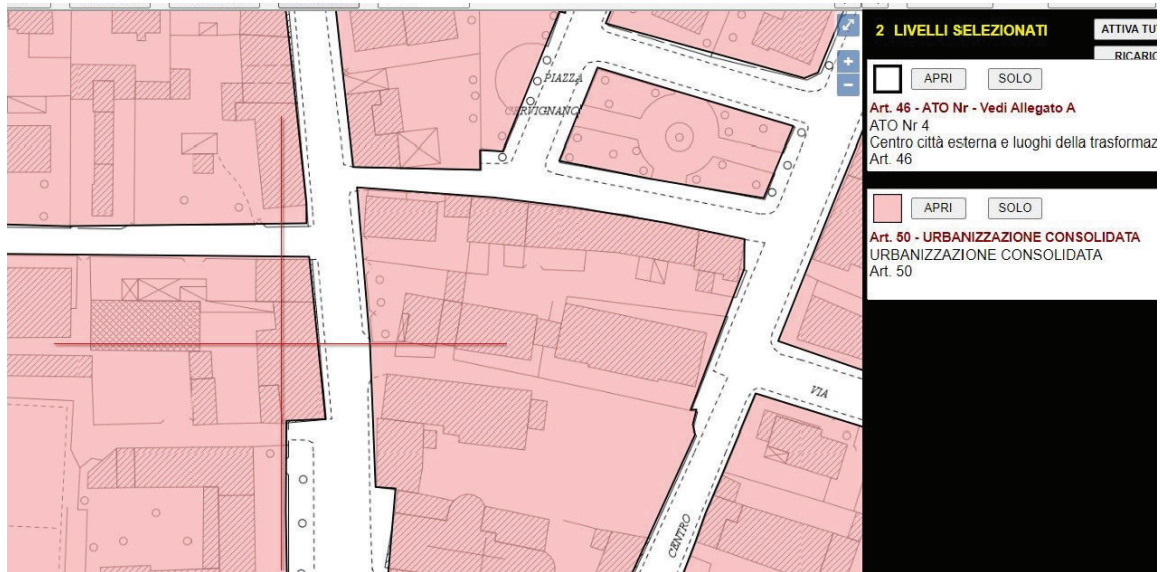 PIAZZA
CERVIGNANO
VIA
CENTRO
2 LIVELLI SELEZIONATI
ATTIVA TU
RICARIC
APRI SOLO
Art. 46 - ATO Nr - Vedi Allegato A
ATO Nr 4
Centro città esterna e luoghi della trasformaz
Art. 46
APRI SOLO
Art. 50 - URBANIZZAZIONE CONSOLIDATA
URBANIZZAZIONE CONSOLIDATA
Art. 50